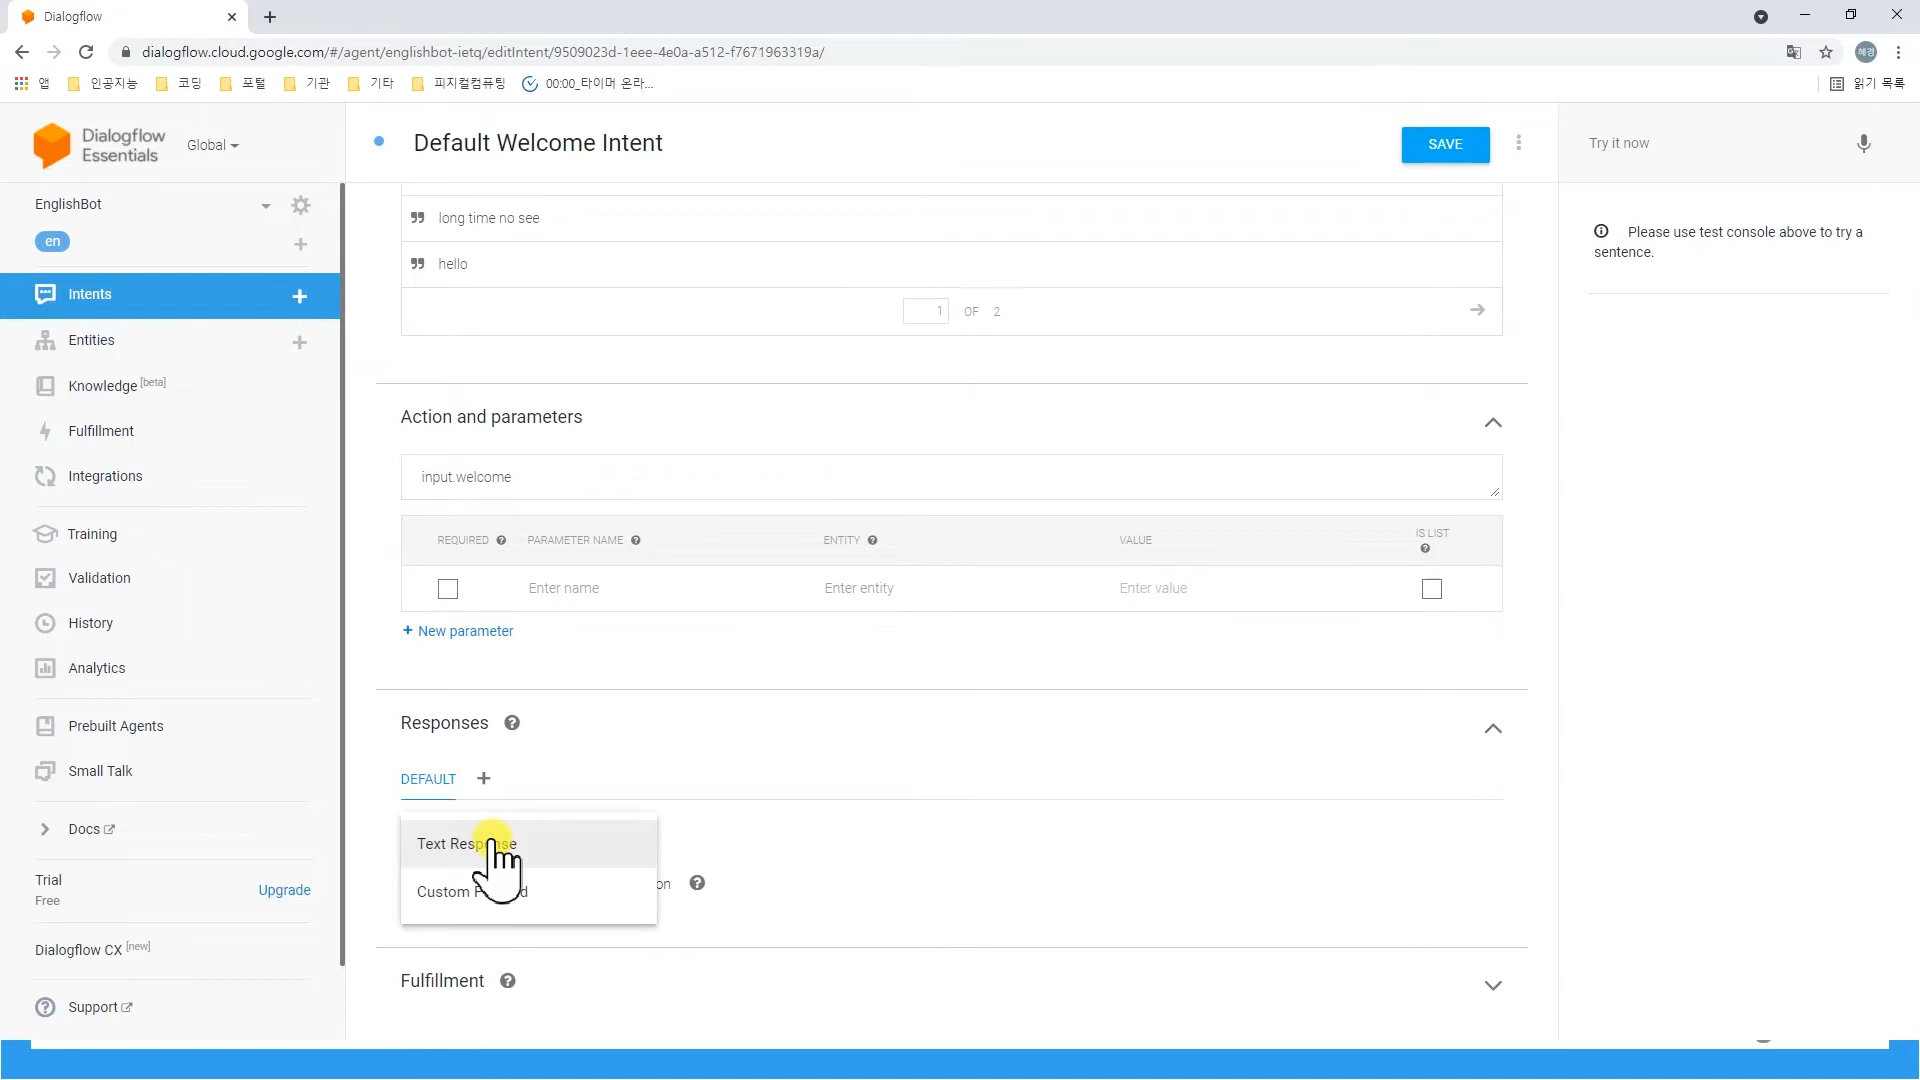 Dialogflow
dialogflow.cloud.google.com/#/agent/englishbot-ietq/editIntent/9509023d-1eee-4e0a-a512-f7671963319a/
혜경
앱
인공지능
코딩
포털
기관
기타
피지컬컴퓨팅
00:00_타이머 온라...
읽기 목록
Dialogflow
Essentials
Global
Default Welcome Intent
SAVE
Try it now
EnglishBot
en
Intents
Entities
Knowledge [beta]
Fulfillment
Integrations
Training
Validation
History
Analytics
Prebuilt Agents
Small Talk
Docs
Trial
Free
Upgrade
Dialogflow CX [new]
Support
long time no see
hello
1 OF 2
Action and parameters
input.welcome
REQUIRED PARAMETER NAME ENTITY VALUE IS LIST
Enter name Enter entity Enter value
+ New parameter
Responses
DEFAULT +
Text Response
Custom
Fulfillment
Please use test console above to try a
sentence.